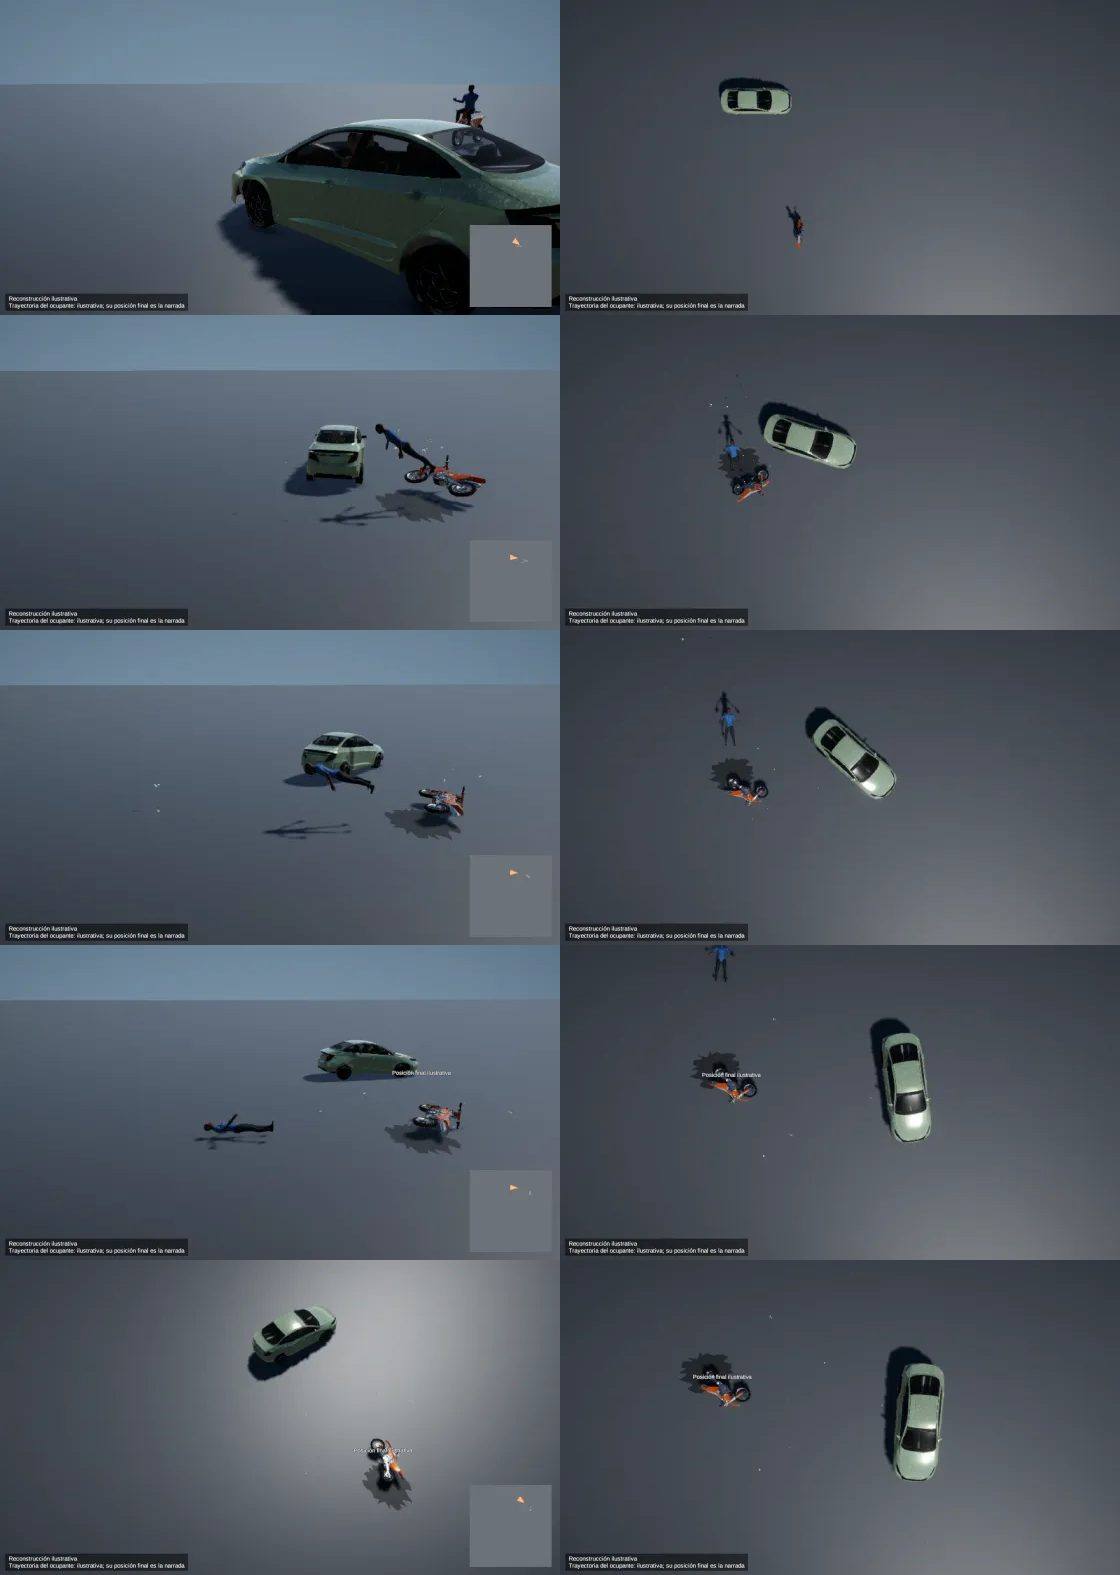 Reconstrucción ilustrativa
Trayectoria del ocupante: ilustrativa; su posición final es la narrada
Reconstrucción ilustrativa
Trayectoria del ocupante: ilustrativa; su posición final es la narrada
Reconstrucción ilustrativa
Trayectoria del ocupante: ilustrativa; su posición final es la narrada
Reconstrucción ilustrativa
Trayectoria del ocupante: ilustrativa; su posición final es la narrada
Reconstrucción ilustrativa
Trayectoria del ocupante: ilustrativa; su posición final es la narrada
Reconstrucción ilustrativa
Trayectoria del ocupante: ilustrativa; su posición final es la narrada
Posición final ilustrativa
Reconstrucción ilustrativa
Trayectoria del ocupante: ilustrativa; su posición final es la narrada
Posición final ilustrativa
Reconstrucción ilustrativa
Trayectoria del ocupante: ilustrativa; su posición final es la narrada
Posición final ilustrativa
Reconstrucción ilustrativa
Trayectoria del ocupante: ilustrativa; su posición final es la narrada
Posición final ilustrativa
Reconstrucción ilustrativa
Trayectoria del ocupante: ilustrativa; su posición final es la narrada